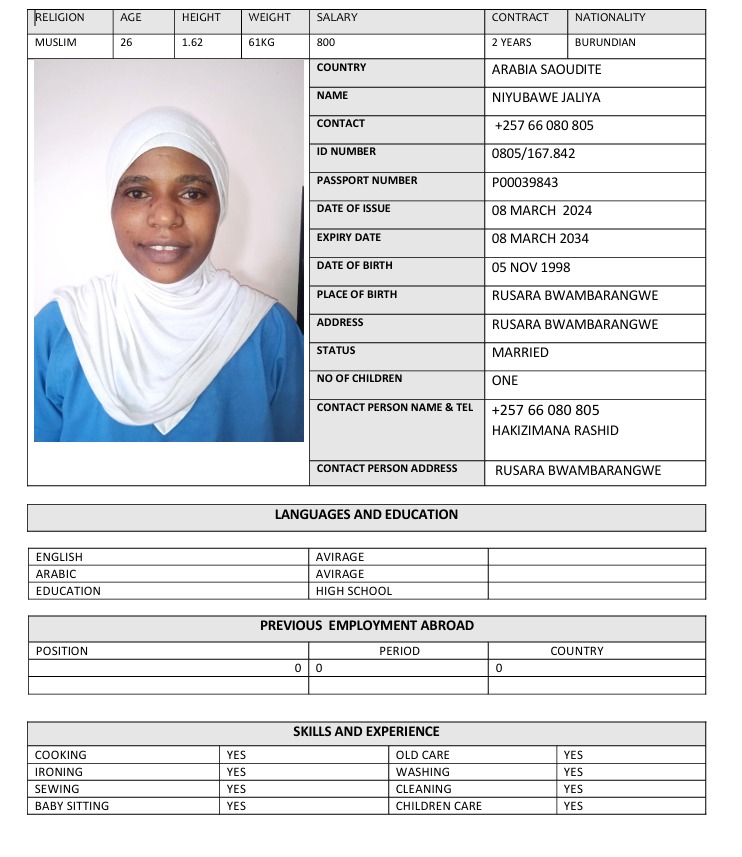 RELIGION AGE HEIGHT WEIGHT SALARY CONTRACT NATIONALITY
MUSLIM 26 1.62 61KG 800 2 YEARS BURUNDIAN
COUNTRY ARABIA SAOUDITE
NAME NIYUBAWE JALIYA
CONTACT +257 66 080 805
ID NUMBER 0805/167.842
PASSPORT NUMBER P00039843
DATE OF ISSUE 08 MARCH 2024
EXPIRY DATE 08 MARCH 2034
DATE OF BIRTH 05 NOV 1998
PLACE OF BIRTH RUSARA BWAMBARANGWE
ADDRESS RUSARA BWAMBARANGWE
STATUS MARRIED
NO OF CHILDREN ONE
CONTACT PERSON NAME & TEL +257 66 080 805
HAKIZIMANA RASHID
CONTACT PERSON ADDRESS RUSARA BWAMBARANGWE
LANGUAGES AND EDUCATION
ENGLISH AVIRAGE
ARABIC AVIRAGE
EDUCATION HIGH SCHOOL
PREVIOUS EMPLOYMENT ABROAD
POSITION PERIOD COUNTRY
0 0 0
SKILLS AND EXPERIENCE
COOKING YES OLD CARE YES
IRONING YES WASHING YES
SEWING YES CLEANING YES
BABY SITTING YES CHILDREN CARE YES